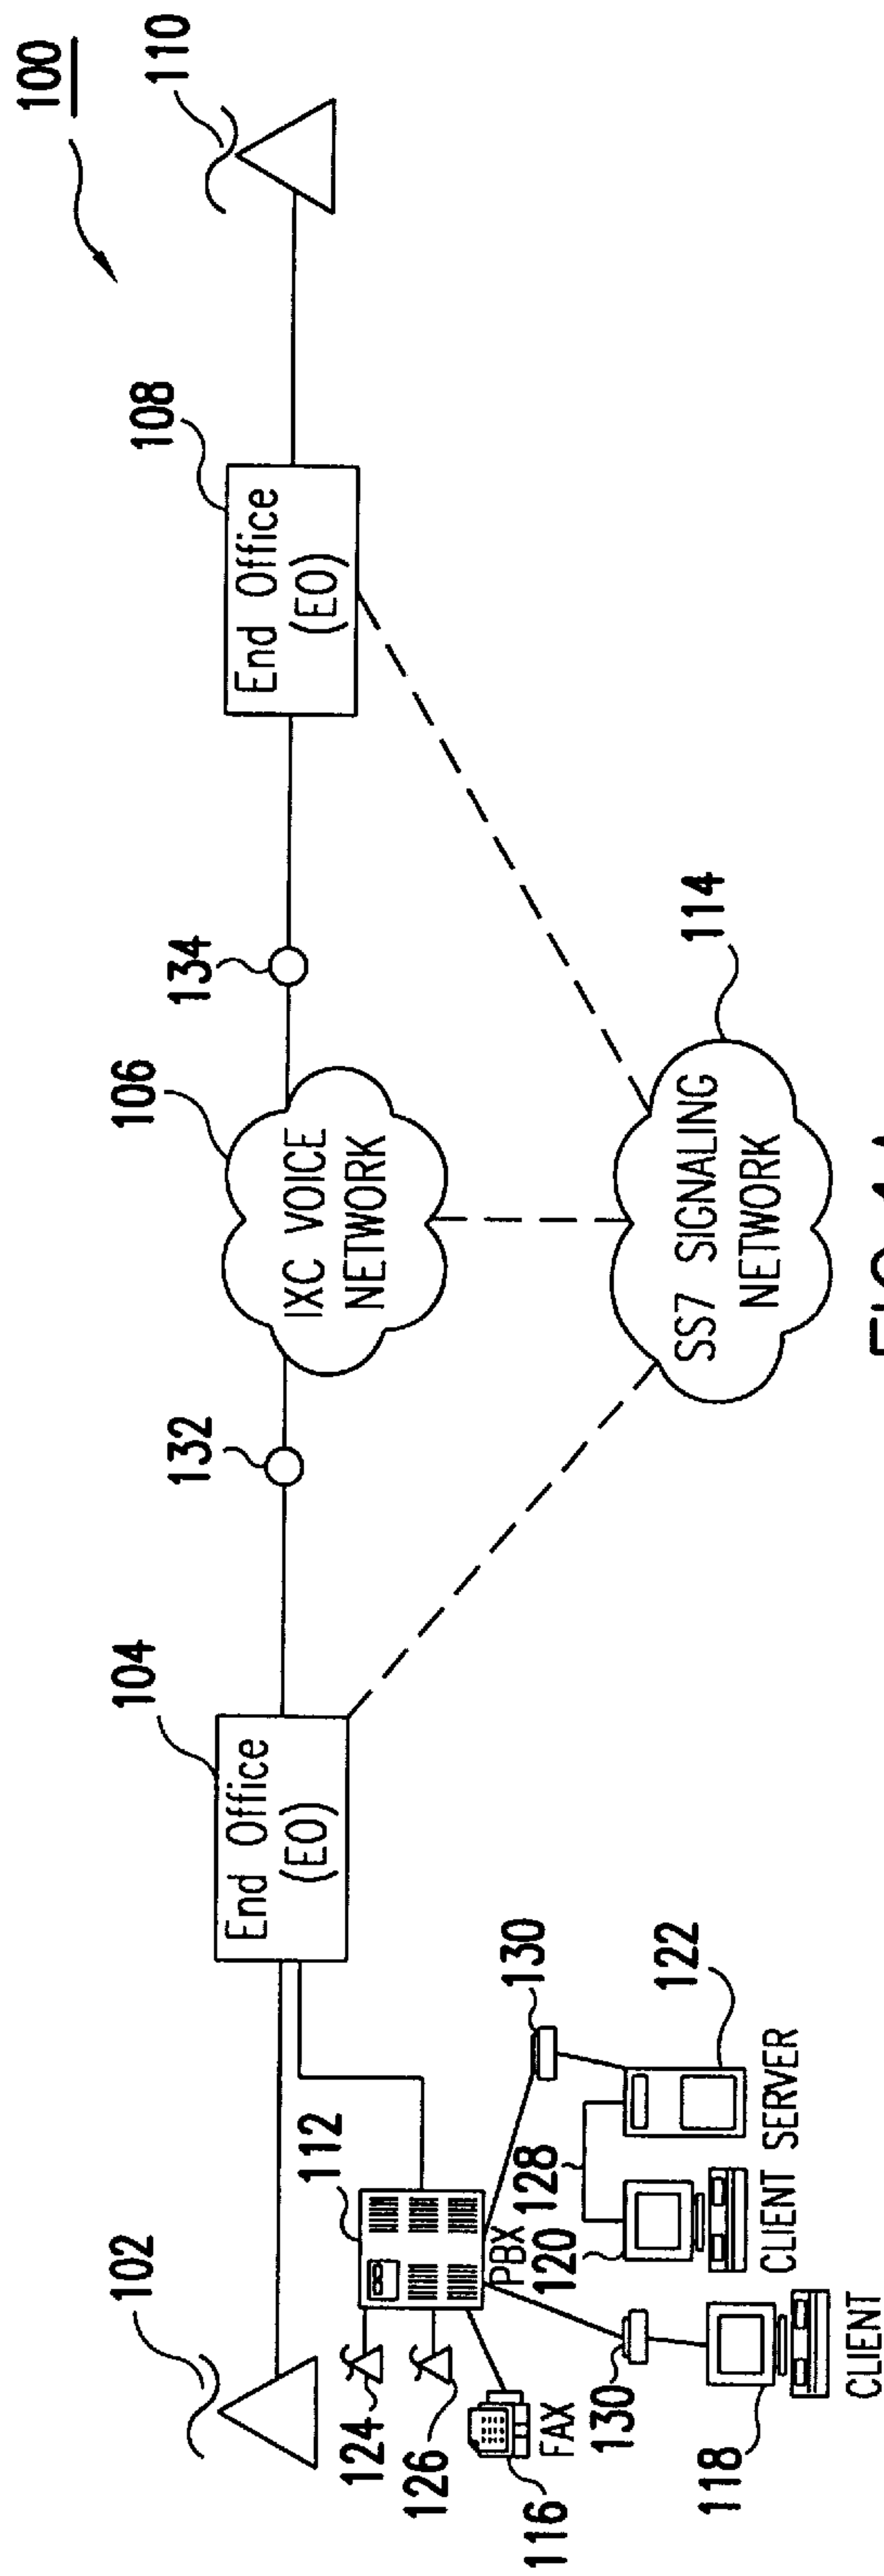 100
102
104
132
106
134
108
110
End Office
(EO)
IXC VOICE
NETWORK
End Office
(EO)
112
124
126
116
FAX
PBX
130
128
120
130
118
122
CLIENT
CLIENT SERVER
SS7 SIGNALING
NETWORK
114